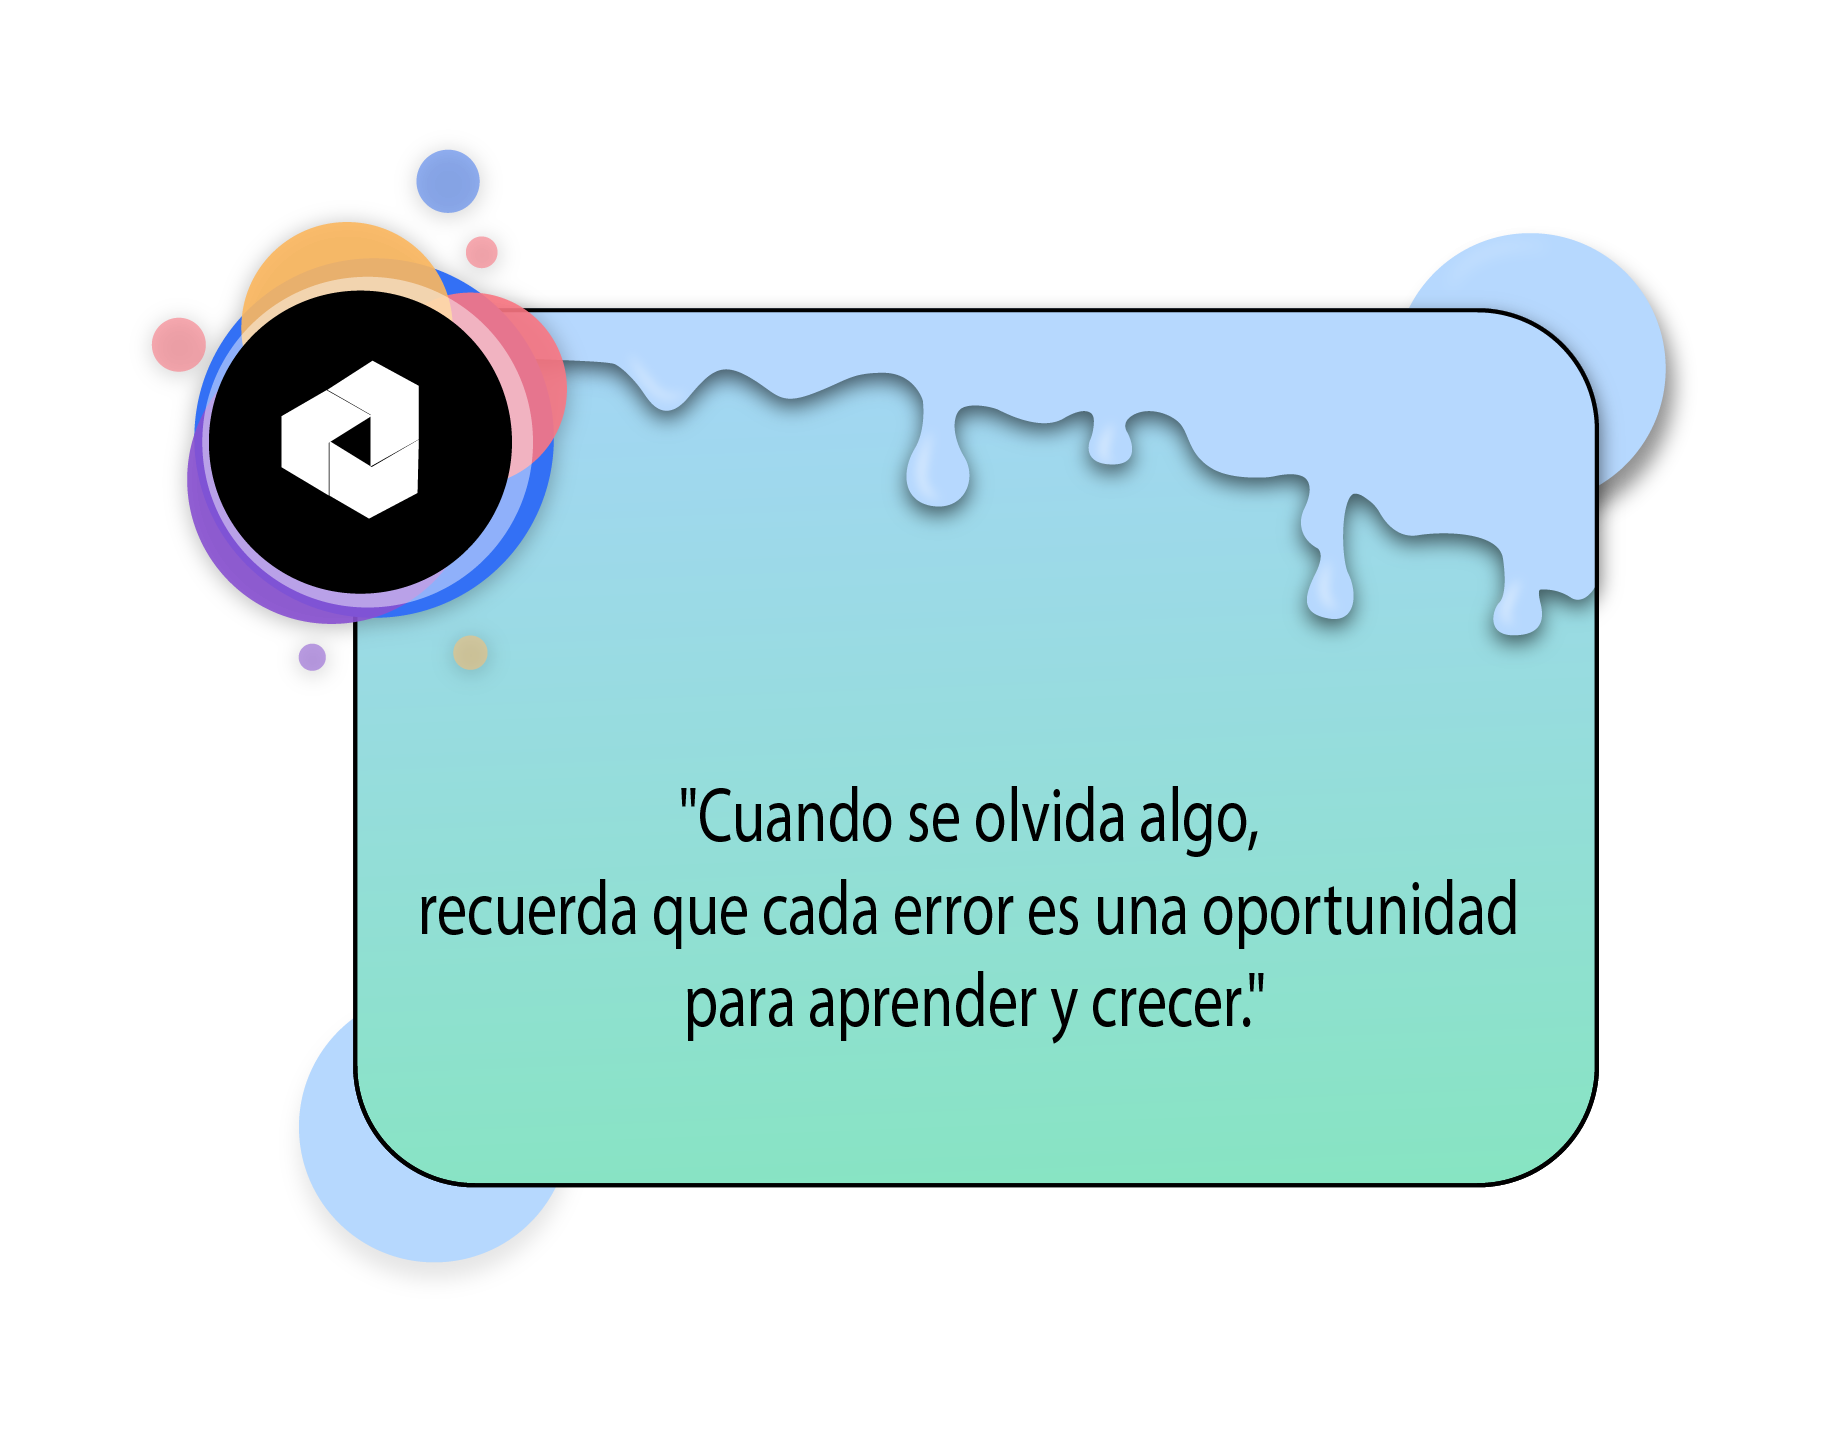 "Cuando se olvida algo,
recuerda que cada error es una oportunidad
para aprender y crecer."